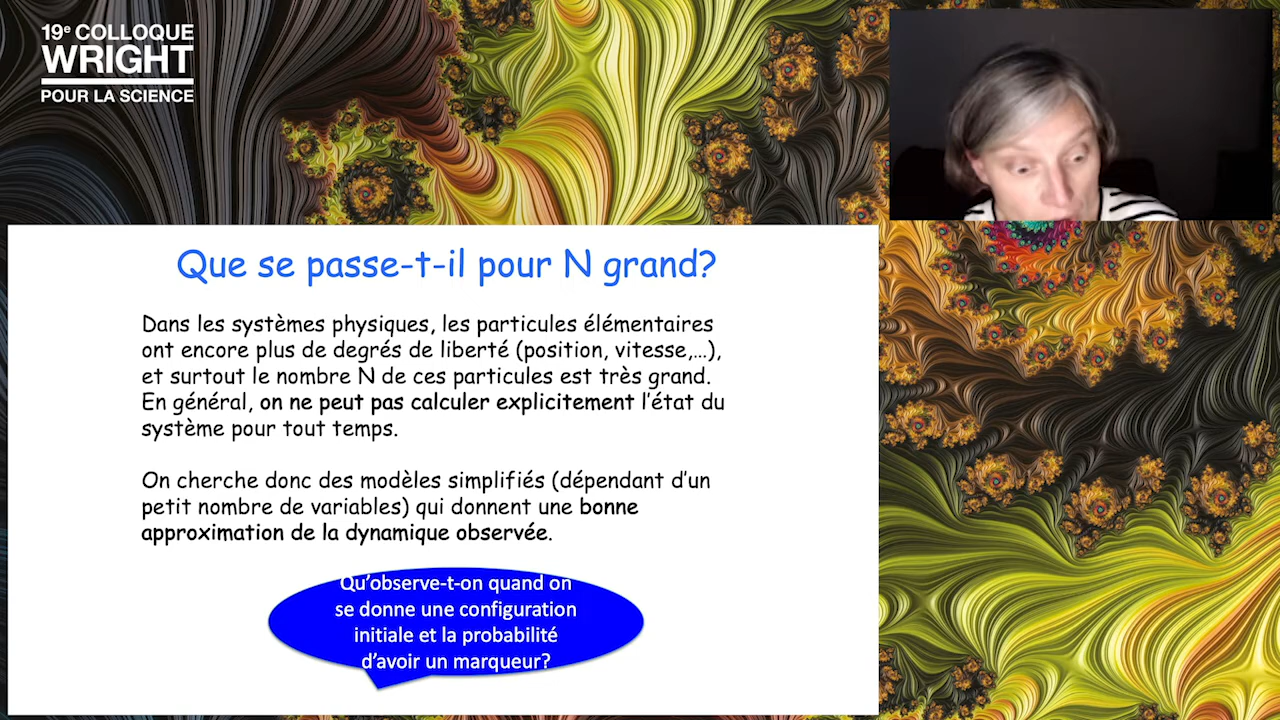 19e COLLOQUE
WRIGHT
POUR LA SCIENCE
Que se passe-t-il pour N grand?
Dans les systèmes physiques, les particules élémentaires
ont encore plus de degrés de liberté (position, vitesse,…),
et surtout le nombre N de ces particules est très grand.
En général, on ne peut pas calculer explicitement l’état du
système pour tout temps.
On cherche donc des modèles simplifiés (dépendant d’un
petit nombre de variables) qui donnent une bonne
approximation de la dynamique observée.
Qu’observe-t-on quand on
se donne une configuration
initiale et la probabilité
d’avoir un marqueur?